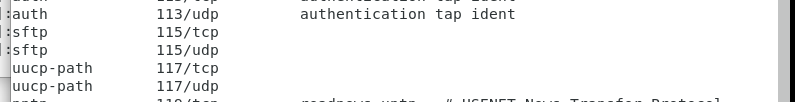 auth 113/udp authentication tap ident
sftp 115/tcp
sftp 115/udp
uucp-path 117/tcp
uucp-path 117/udp